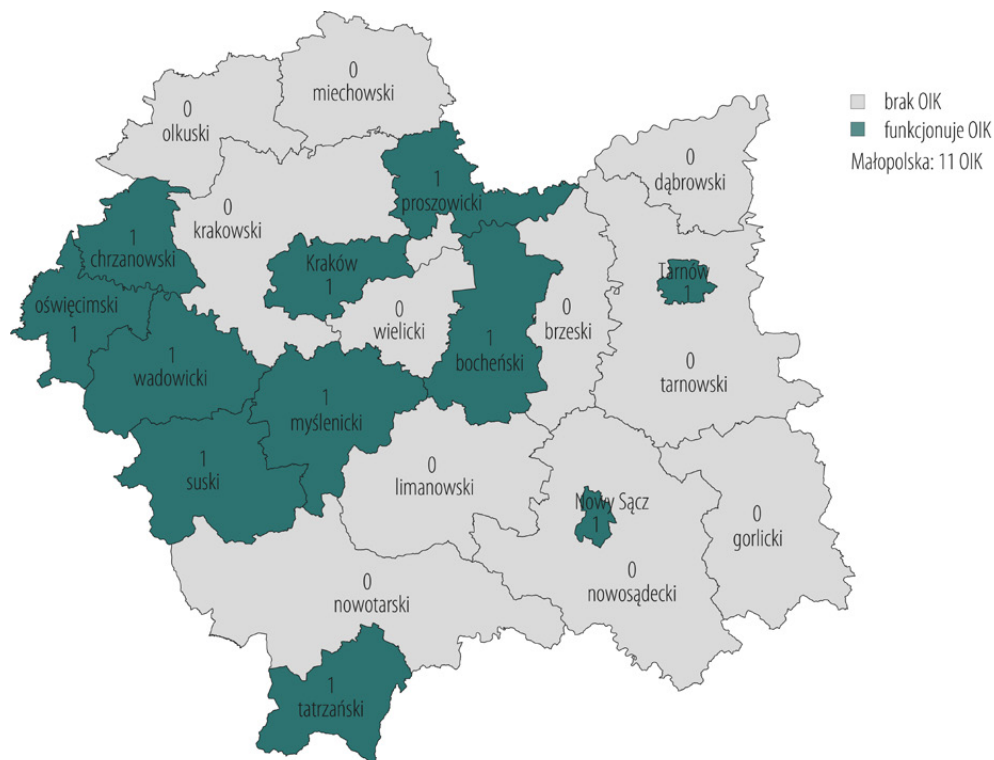 0
miechowski
0
olkuski
brak OIK
funkcjonuje OIK
Małopolska: 11 OIK
0
dąbrowski
1
proszowicki
0
krakowski
1
chrzanowski
Kraków
1
Tarnów
1
oświęcimski
1
0
wielicki
0
brzeski
1
bocheński
1
wadowicki
0
tarnowski
1
myślenicki
1
suski
0
limanowski
Nowy Sącz
1
0
gorlicki
0
nowosądecki
0
nowotarski
1
tatrzański